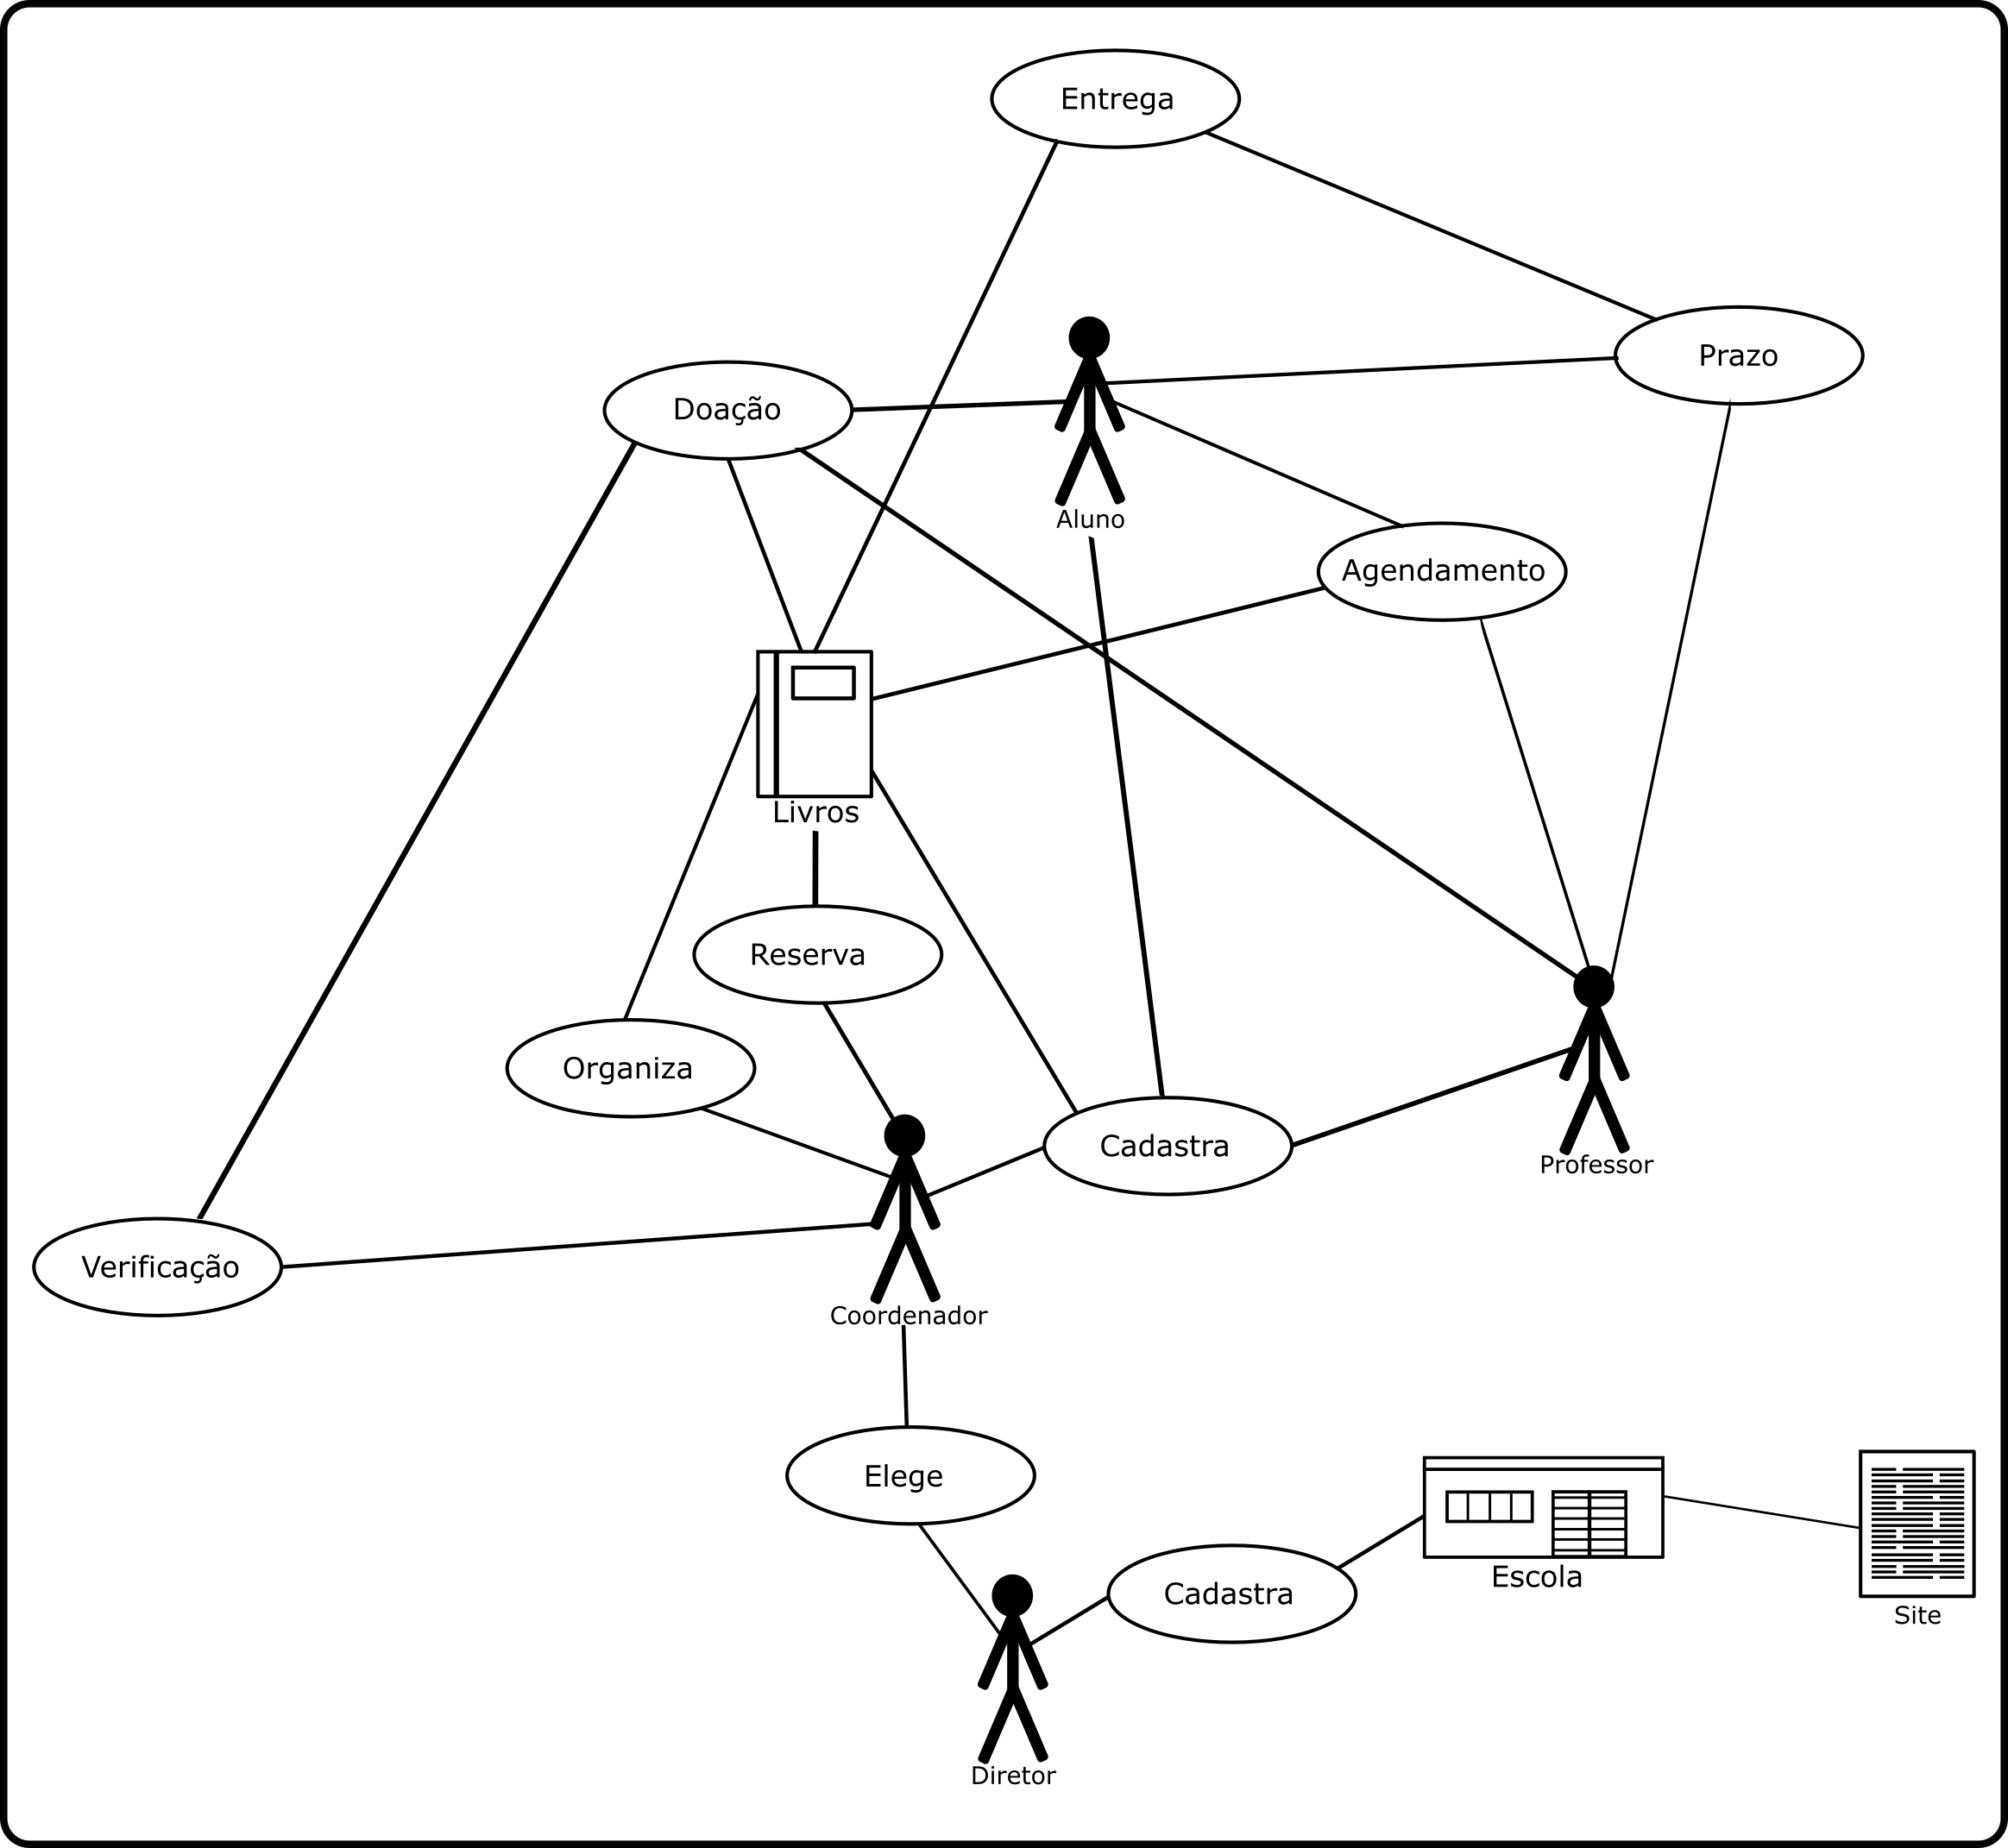 Entrega
Prazo
Doação
Aluno
Agendamento
Livros
Reserva
Organiza
Cadastra
Professor
Verificação
Coordenador
Elege
Escola
Cadastra
Site
Diretor